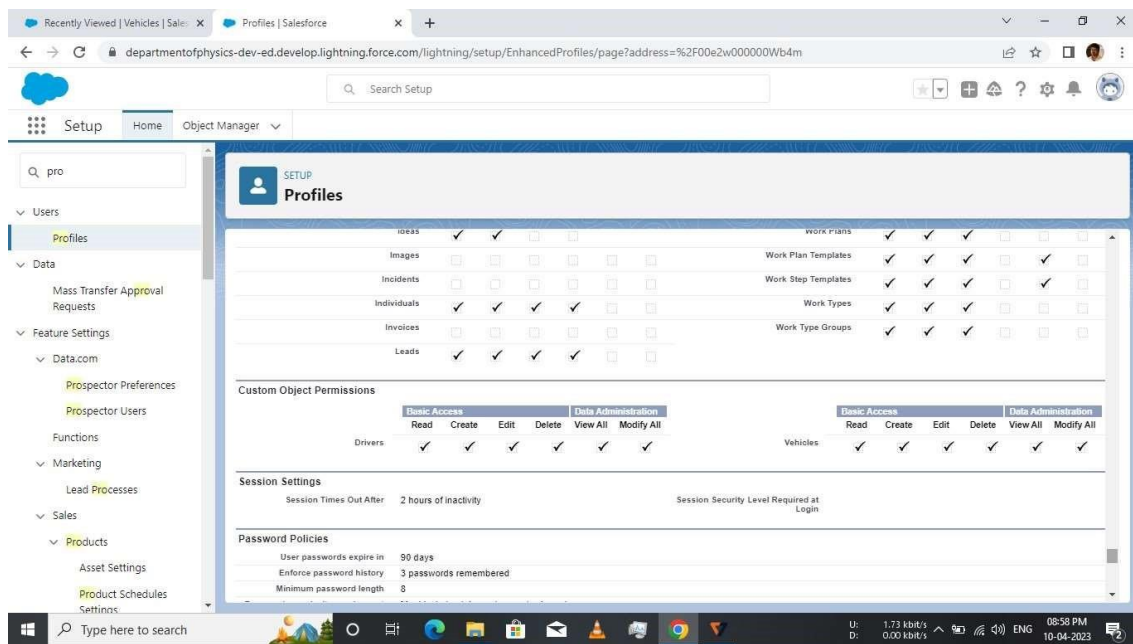 Recently Viewed | Vehicles | Sales
Profiles | Salesforce
departmentofphysics-dev-ed.develop.lightning.force.com/lightning/setup/EnhancedProfiles/page?address=%2F00e2w000000Wb4m
Search Setup
Setup
Home
Object Manager
pro
Users
Profiles
Data
Mass Transfer Approval
Requests
Feature Settings
Data.com
Prospector Preferences
Prospector Users
Functions
Marketing
Lead Processes
Sales
Products
Asset Settings
Product Schedules
Settings
SETUP
Profiles
Ideas
Work Plans
Images
Work Plan Templates
Incidents
Work Step Templates
Individuals
Work Types
Invoices
Work Type Groups
Leads
Custom Object Permissions
Basic Access Data Administration
Read Create Edit Delete View All Modify All
Drivers
Basic Access Data Administration
Read Create Edit Delete View All Modify All
Vehicles
Session Settings
Session Times Out After 2 hours of inactivity
Session Security Level Required at
Login
Password Policies
User passwords expire in 90 days
Enforce password history 3 passwords remembered
Minimum password length 8
Type here to search
U: 1.73 kbit/s
D: 0.00 kbit/s
ENG
08:58 PM
10-04-2023